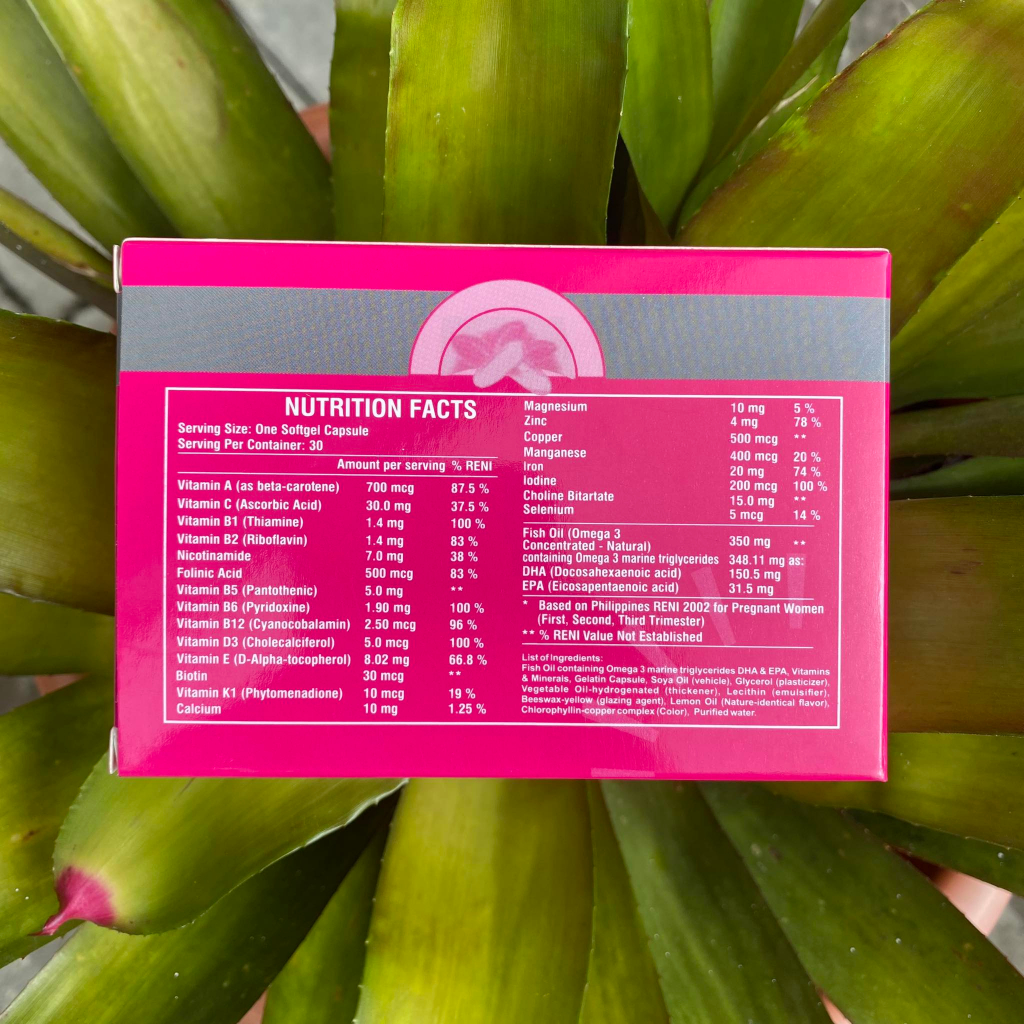 NUTRITION FACTS
Serving Size: One Softgel Capsule
Serving Per Container: 30
Amount per serving % RENI
Vitamin A (as beta-carotene) 700 mcg 87.5 %
Vitamin C (Ascorbic Acid) 30.0 mg 37.5 %
Vitamin B1 (Thiamine) 1.4 mg 100 %
Vitamin B2 (Riboflavin) 1.4 mg 83 %
Nicotinamide 7.0 mg 38 %
Folinic Acid 500 mcg 83 %
Vitamin B5 (Pantothenic) 5.0 mg **
Vitamin B6 (Pyridoxine) 1.90 mg 100 %
Vitamin B12 (Cyanocobalamin) 2.50 mcg 96 %
Vitamin D3 (Cholecalciferol) 5.0 mcg 100 %
Vitamin E (D-Alpha-tocopherol) 8.02 mg 66.8 %
Biotin 30 mcg **
Vitamin K1 (Phytomenadione) 10 mcg 19 %
Calcium 10 mg 1.25 %
Magnesium 10 mg 5 %
Zinc 4 mg 78 %
Copper 500 mcg **
Manganese 400 mcg 20 %
Iron 20 mg 74 %
Iodine 200 mcg 100 %
Choline Bitartate 15.0 mg **
Selenium 5 mcg 14 %
Fish Oil (Omega 3
Concentrated - Natural) 350 mg **
containing Omega 3 marine triglycerides 348.11 mg as:
DHA (Docosahexaenoic acid) 150.5 mg
EPA (Eicosapentaenoic acid) 31.5 mg
* Based on Philippines RENI 2002 for Pregnant Women
(First, Second, Third Trimester)
** % RENI Value Not Established
List of Ingredients:
Fish Oil containing Omega 3 marine triglycerides DHA & EPA, Vitamins
& Minerais, Gelatin Capsule, Soya Oil (vehicle), Glycerol (plasticizer),
Vegetable Oil-hydrogenated (thickener), Lecithin (emulsifier),
Beeswax-yellow (glazing agent), Lemon Oil (Nature-identical flavor),
Chlorophyllin-copper complex (Color), Purified water.